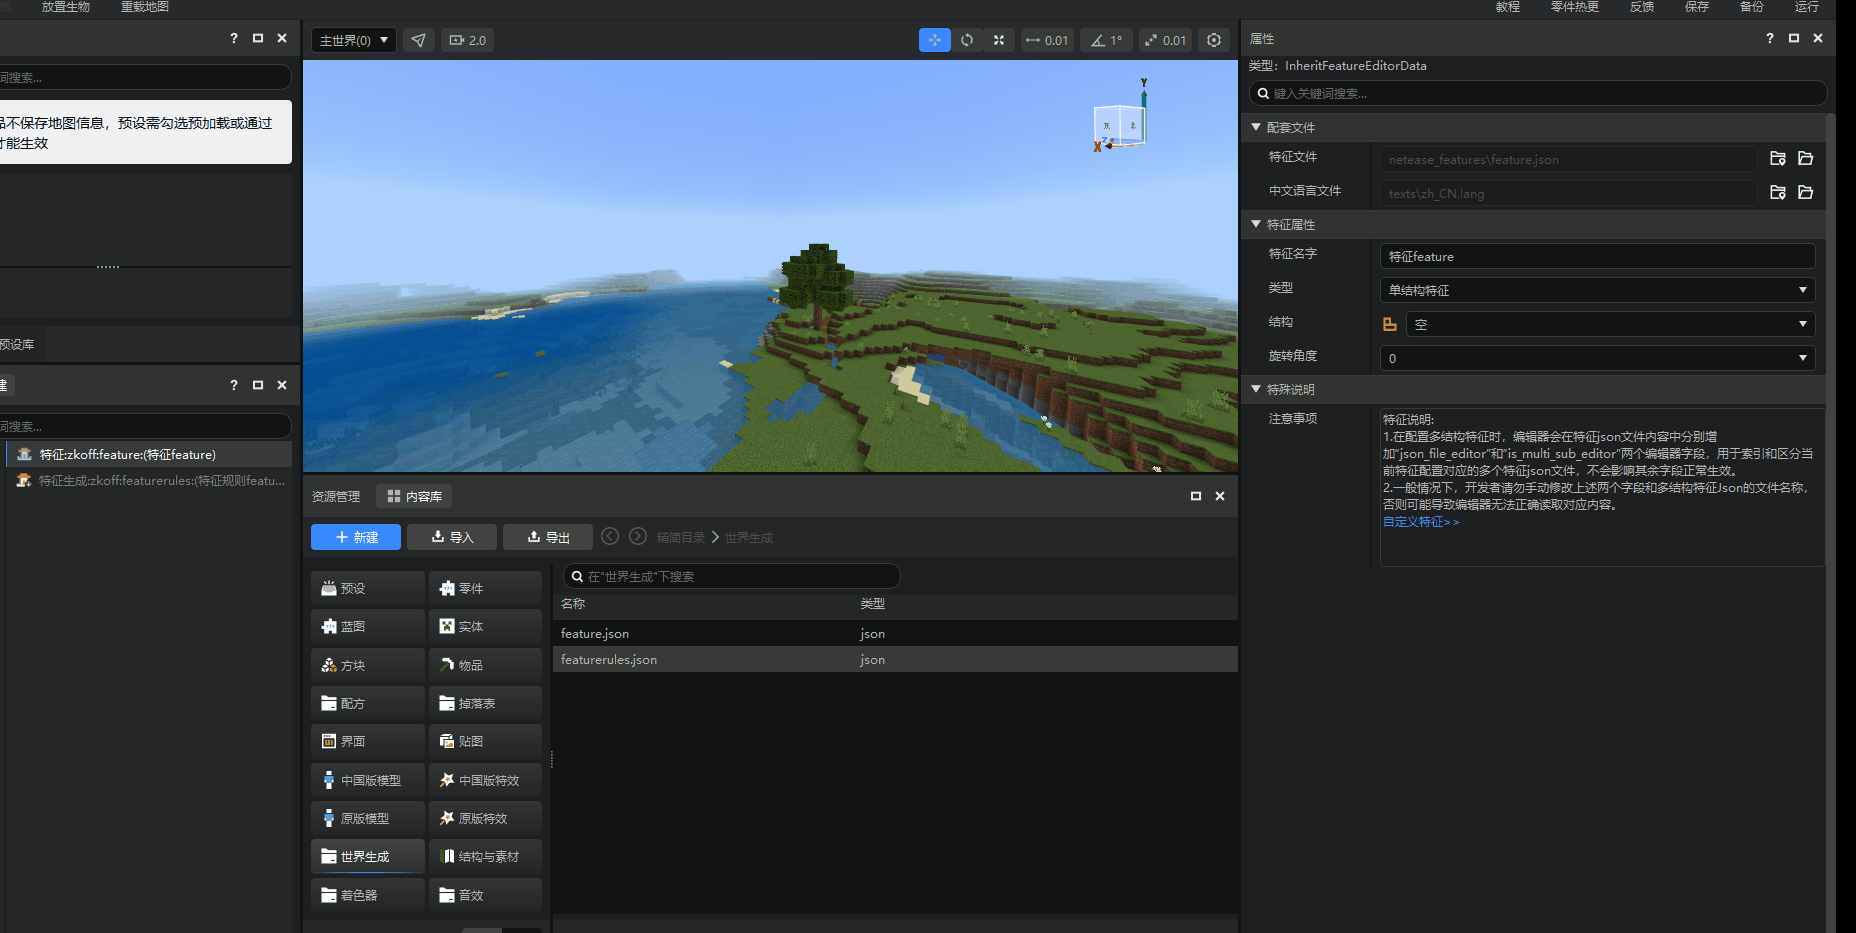 放置生物
重载地图
教程
零件热更
反馈
保存
备份
运行
词搜索...
品不保存地图信息，预设需勾选预加载或通过
才能生效
预设库
建
词搜索...
特征:zkoff:feature:(特征feature)
特征生成:zkoff:featurerules:(特征规则featu...
主世界(0)
2.0
0.01
1°
0.01
Y
X
Z
资源管理
内容库
新建
导入
导出
精简目录
世界生成
预设
零件
蓝图
实体
方块
物品
配方
掉落表
界面
贴图
中国版模型
中国版特效
原版模型
原版特效
世界生成
结构与素材
着色器
音效
在"世界生成"下搜索
名称
类型
feature.json
json
featurerules.json
json
属性
类型：InheritFeatureEditorData
键入关键词搜索...
配套文件
特征文件
netease_features\feature.json
中文语言文件
texts\zh_CN.lang
特征属性
特征名字
特征feature
类型
单结构特征
结构
空
旋转角度
0
特殊说明
注意事项
特征说明:
1.在配置多结构特征时，编辑器会在特征json文件内容中分别增
加"json_file_editor"和"is_multi_sub_editor"两个编辑器字段，用于索引和区分当
前特征配置对应的多个特征json文件，不会影响其余字段正常生效。
2.一般情况下，开发者请勿手动修改上述两个字段和多结构特征Json的文件名称，
否则可能导致编辑器无法正确读取对应内容。
自定义特征>>